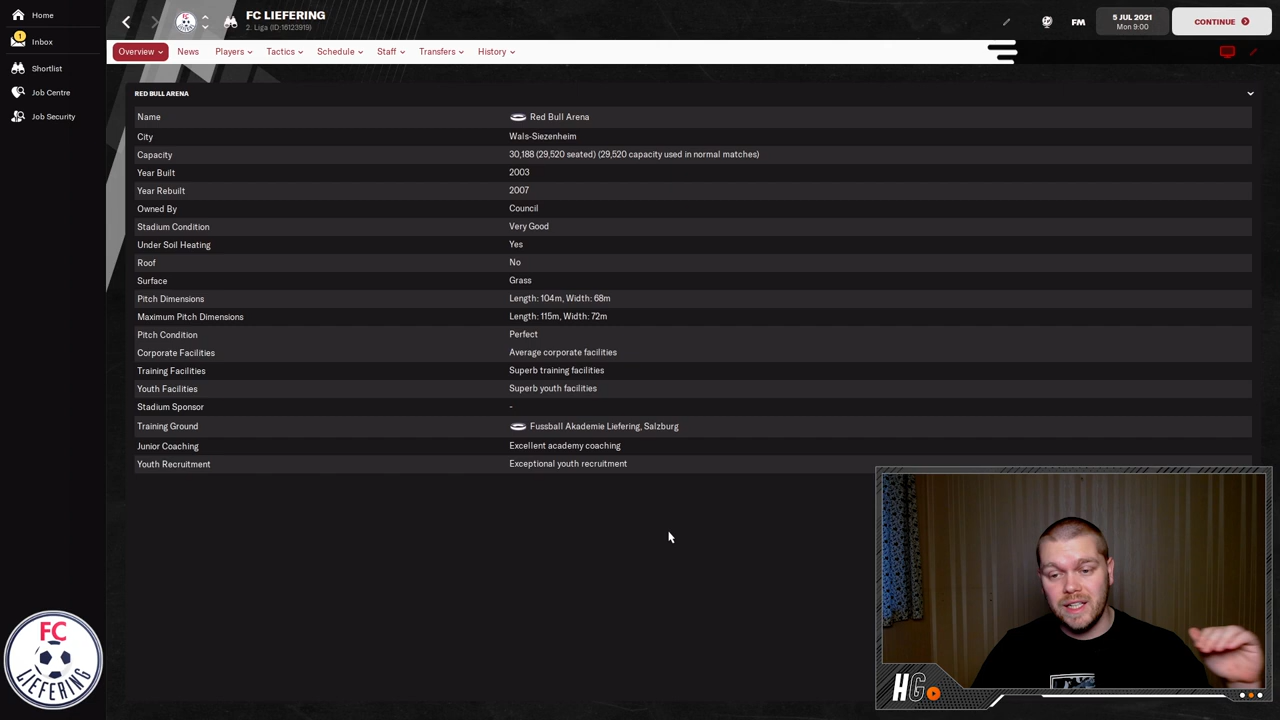 Home
FC LIEFERING
2. Liga (ID:16123919)
FM
5 JUL 2021
Mon 9:00
CONTINUE
1
Inbox
Overview
News
Players
Tactics
Schedule
Staff
Transfers
History
Shortlist
Job Centre
Job Security
RED BULL ARENA
Name Red Bull Arena
City Wals-Siezenheim
Capacity 30,188 (29,520 seated) (29,520 capacity used in normal matches)
Year Built 2003
Year Rebuilt 2007
Owned By Council
Stadium Condition Very Good
Under Soil Heating Yes
Roof No
Surface Grass
Pitch Dimensions Length: 104m, Width: 68m
Maximum Pitch Dimensions Length: 115m, Width: 72m
Pitch Condition Perfect
Corporate Facilities Average corporate facilities
Training Facilities Superb training facilities
Youth Facilities Superb youth facilities
Stadium Sponsor -
Training Ground Fussball Akademie Liefering, Salzburg
Junior Coaching Excellent academy coaching
Youth Recruitment Exceptional youth recruitment
FC
LIEFERING
HG